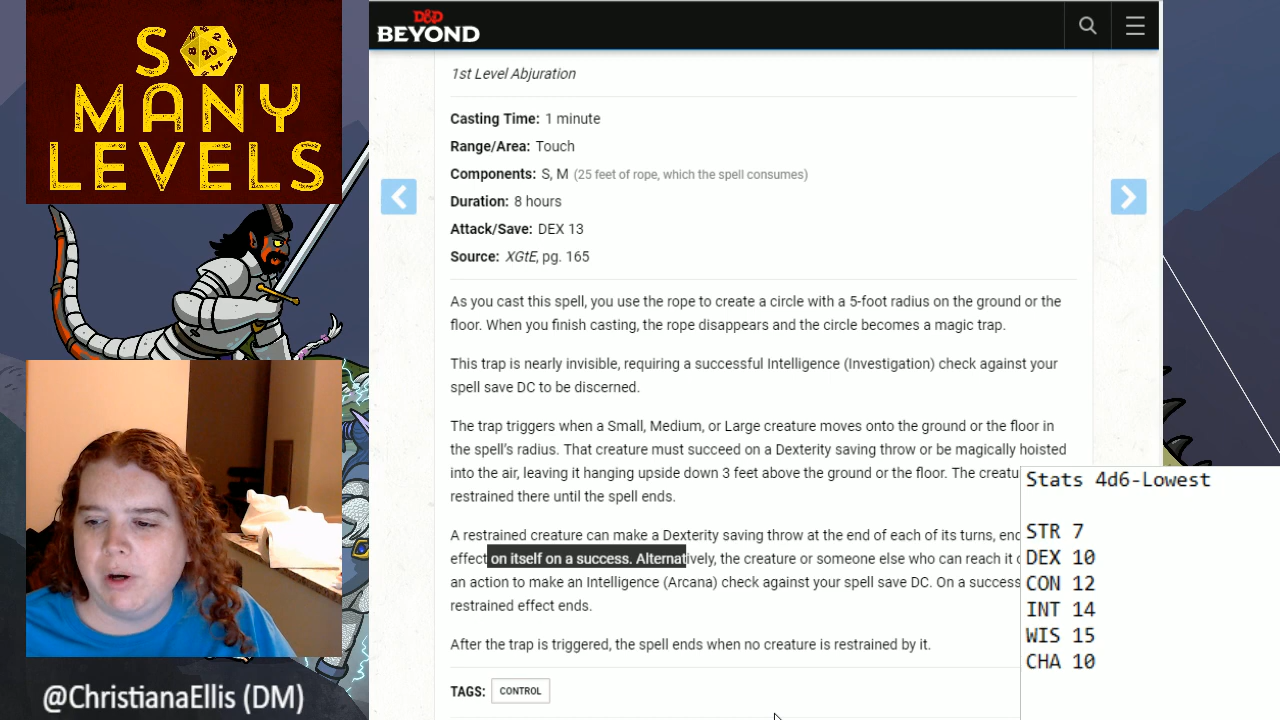 SO
MANY
LEVELS
D&D
BEYOND
1st Level Abjuration
Casting Time: 1 minute
Range/Area: Touch
Components: S, M (25 feet of rope, which the spell consumes)
Duration: 8 hours
Attack/Save: DEX 13
Source: XGtE, pg. 165
As you cast this spell, you use the rope to create a circle with a 5-foot radius on the ground or the
floor. When you finish casting, the rope disappears and the circle becomes a magic trap.
This trap is nearly invisible, requiring a successful Intelligence (Investigation) check against your
spell save DC to be discerned.
The trap triggers when a Small, Medium, or Large creature moves onto the ground or the floor in
the spell's radius. That creature must succeed on a Dexterity saving throw or be magically hoisted
into the air, leaving it hanging upside down 3 feet above the ground or the floor. The creatu
restrained there until the spell ends.
A restrained creature can make a Dexterity saving throw at the end of each of its turns, end
effect on itself on a success. Alternatively, the creature or someone else who can reach it
an action to make an Intelligence (Arcana) check against your spell save DC. On a success
restrained effect ends.
After the trap is triggered, the spell ends when no creature is restrained by it.
TAGS: CONTROL
Stats 4d6-Lowest
STR 7
DEX 10
CON 12
INT 14
WIS 15
CHA 10
@ChristianaEllis (DM)